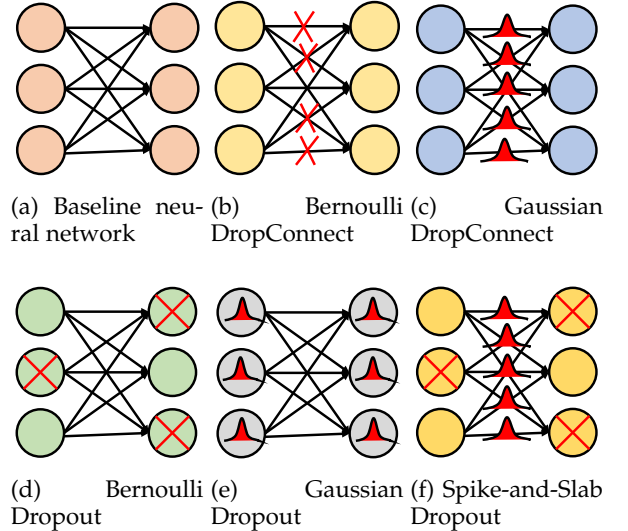 (a) Baseline neu-
ral network
(b) Bernoulli
DropConnect
(c) Gaussian
DropConnect
(d) Bernoulli
Dropout
(e) Gaussian
Dropout
(f) Spike-and-Slab
Dropout